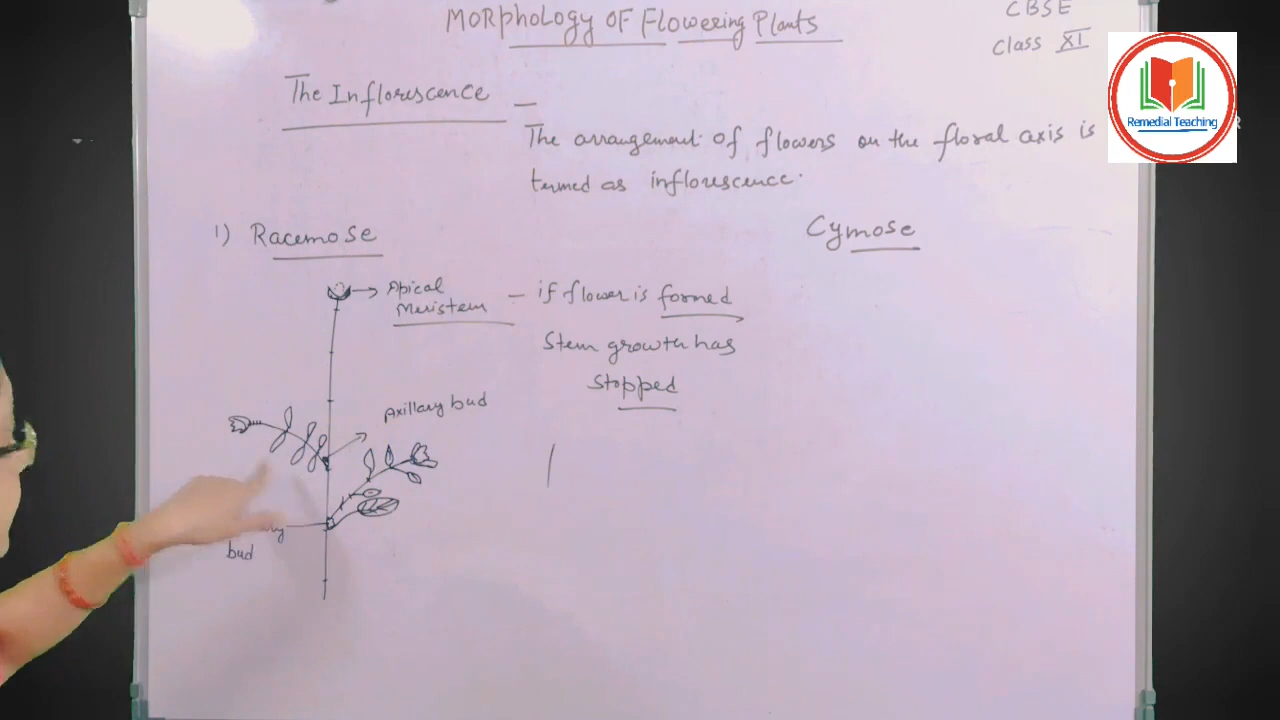 MORphology OF Flowering Plants
CBSE
Class XI
Remedial Teaching
The Inflorescence –
The arrangement of flowers on the floral axis is
termed as inflorescence.
1) Racemose
Cymose
Apical
Meristem – if flower is formed
Stem growth has
Stopped
Axillary bud
bud